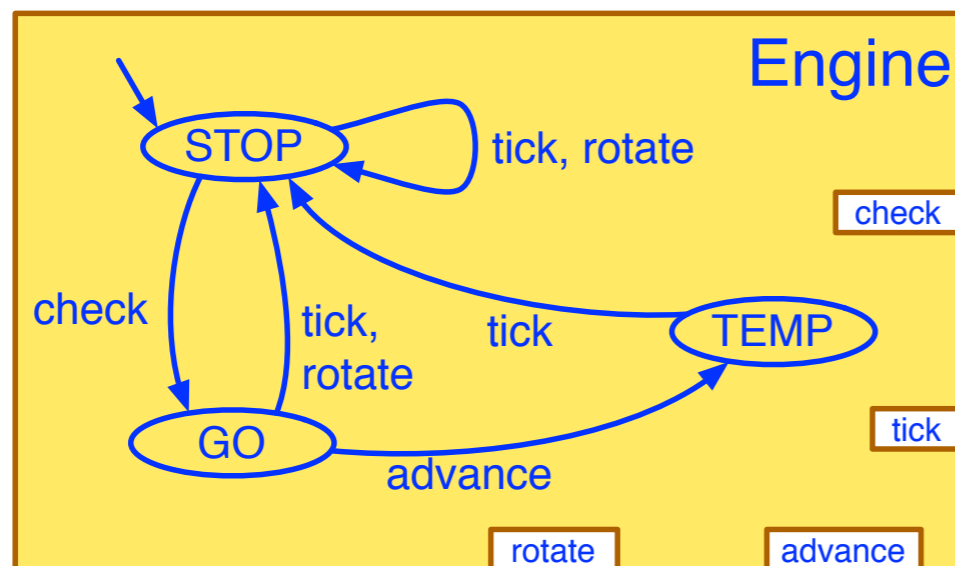 Engine
STOP
tick, rotate
check
check
tick,
rotate
tick
TEMP
tick
GO
advance
rotate
advance